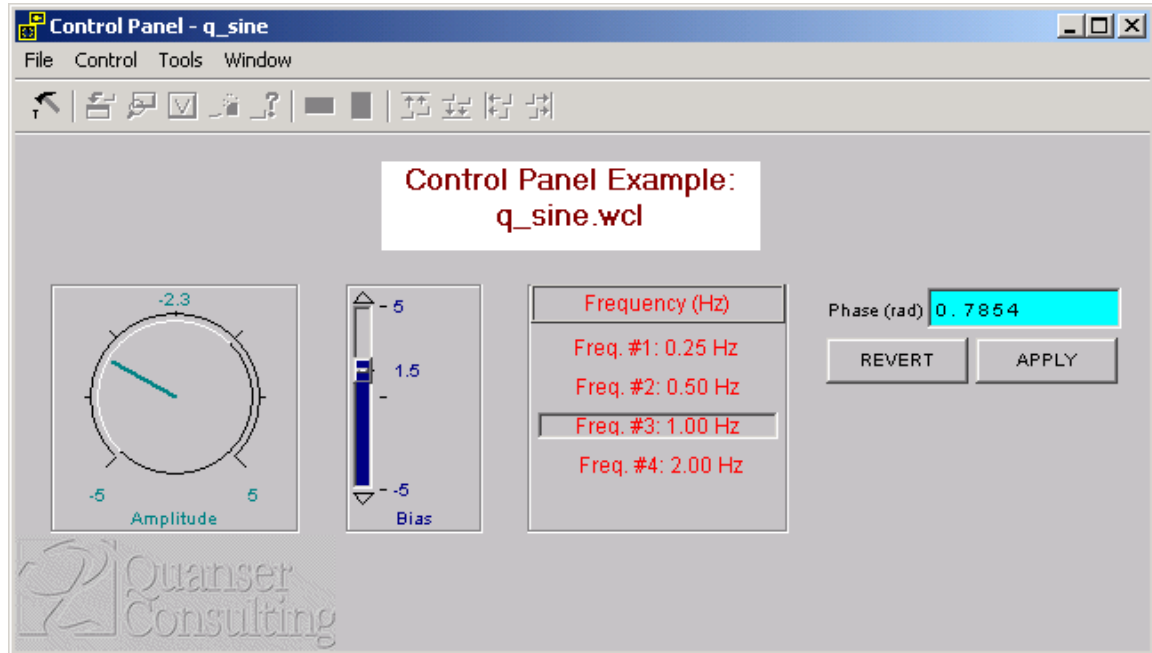 Control Panel - q_sine
File Control Tools Window
T
Control Panel Example:
q_sine.wcl
-2.3
-5
5
Amplitude
5
1.5
-5
Bias
Frequency (Hz)
Freq. #1: 0.25 Hz
Freq. #2: 0.50 Hz
Freq. #3: 1.00 Hz
Freq. #4: 2.00 Hz
Phase (rad) 0.7854
REVERT APPLY
Quanser
Consulting